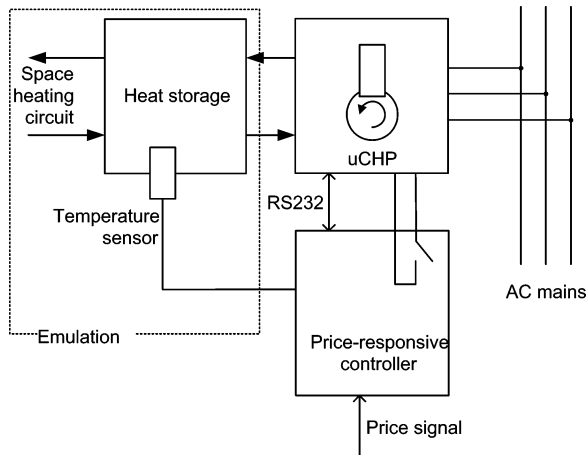 Space
heating
circuit
Heat storage
uCHP
RS232
Temperature
sensor
AC mains
Emulation
Price-responsive
controller
Price signal